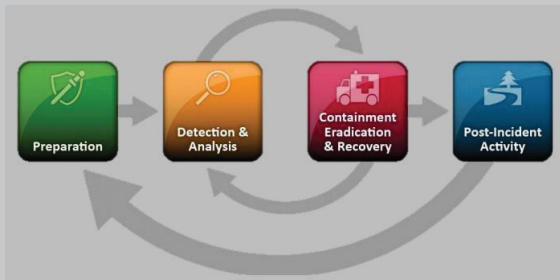 Preparation
Detection &
Analysis
Containment
Eradication
& Recovery
Post-Incident
Activity